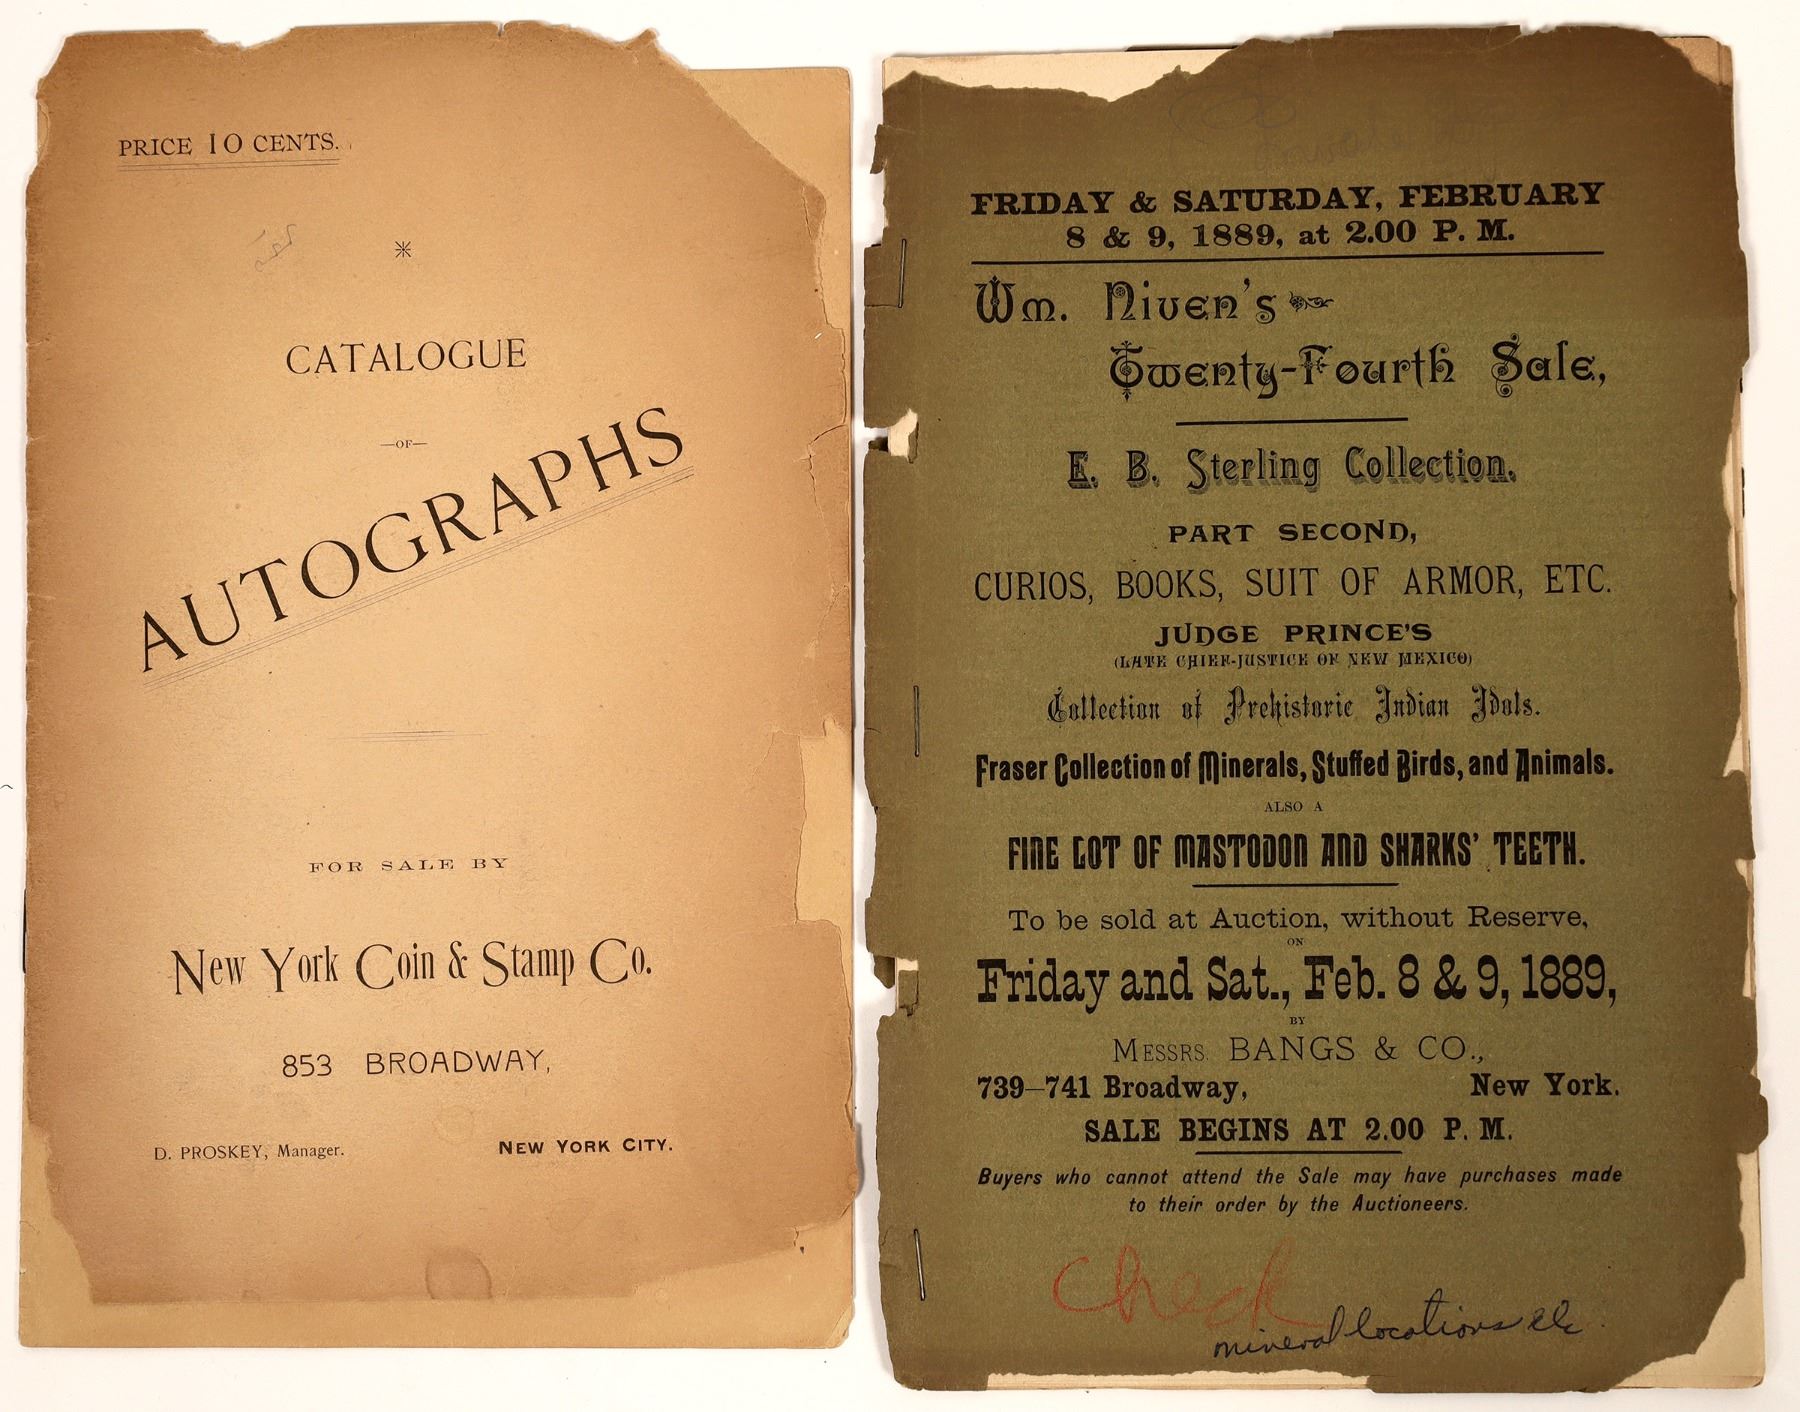 PRICE 10 CENTS.
CATALOGUE
—OF—
AUTOGRAPHS
FOR SALE BY
New York Coin & Stamp Co.
853 BROADWAY,
D. PROSKEY, Manager. NEW YORK CITY.
FRIDAY & SATURDAY, FEBRUARY
8 & 9, 1889, at 2.00 P. M.
Wm. Niven's
Twenty-Fourth Sale,
E. B. Sterling Collection.
PART SECOND,
CURIOS, BOOKS, SUIT OF ARMOR, ETC.
JUDGE PRINCE'S
(LATE CHIEF-JUSTICE OF NEW MEXICO)
Collection of Prehistoric Indian Idols.
Fraser Collection of Minerals, Stuffed Birds, and Animals.
ALSO A
FINE LOT OF MASTODON AND SHARKS' TEETH.
To be sold at Auction, without Reserve,
ON
Friday and Sat., Feb. 8 & 9, 1889,
BY
MESSRS. BANGS & CO.,
739–741 Broadway, New York.
SALE BEGINS AT 2.00 P. M.
Buyers who cannot attend the Sale may have purchases made
to their order by the Auctioneers.
Check
mineral locations etc